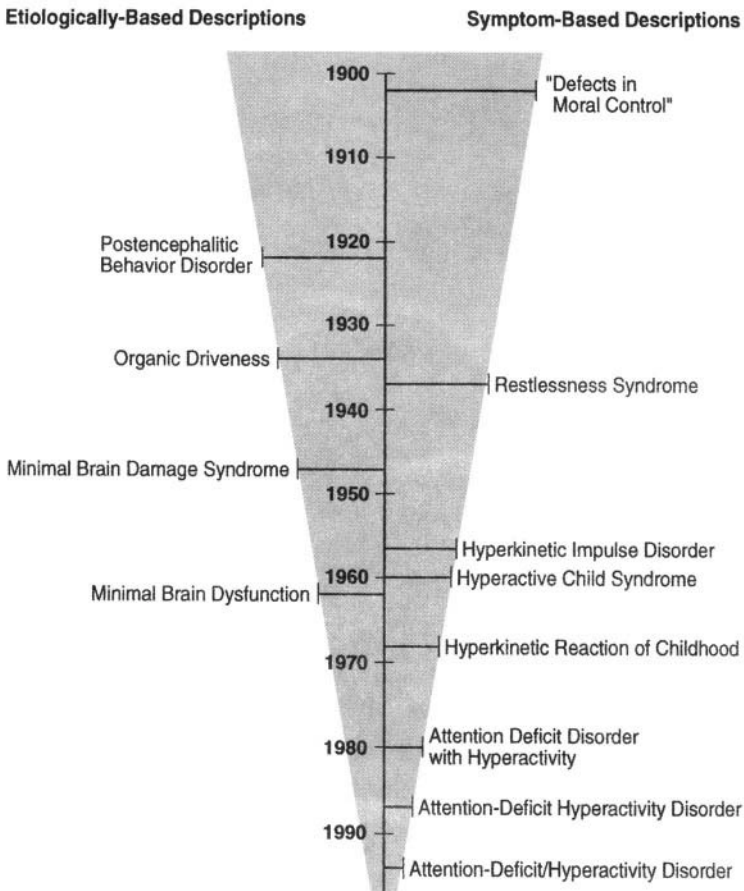 Etiologically-Based Descriptions
Symptom-Based Descriptions
1900
"Defects in
Moral Control"
1910
1920
Postencephalitic
Behavior Disorder
1930
Organic Driveness
Restlessness Syndrome
1940
Minimal Brain Damage Syndrome
1950
Hyperkinetic Impulse Disorder
1960
Hyperactive Child Syndrome
Minimal Brain Dysfunction
Hyperkinetic Reaction of Childhood
1970
Attention Deficit Disorder
with Hyperactivity
1980
Attention-Deficit Hyperactivity Disorder
1990
Attention-Deficit/Hyperactivity Disorder